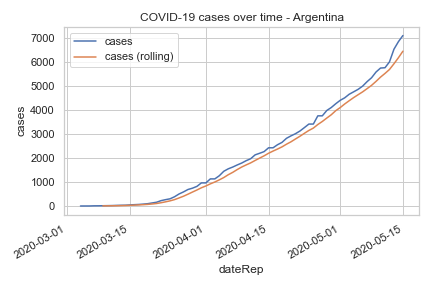 COVID-19 cases over time - Argentina
cases
cases (rolling)
7000
6000
5000
4000
3000
2000
1000
0
cases
2020-03-01
2020-03-15
2020-04-01
2020-04-15
2020-05-01
2020-05-15
dateRep